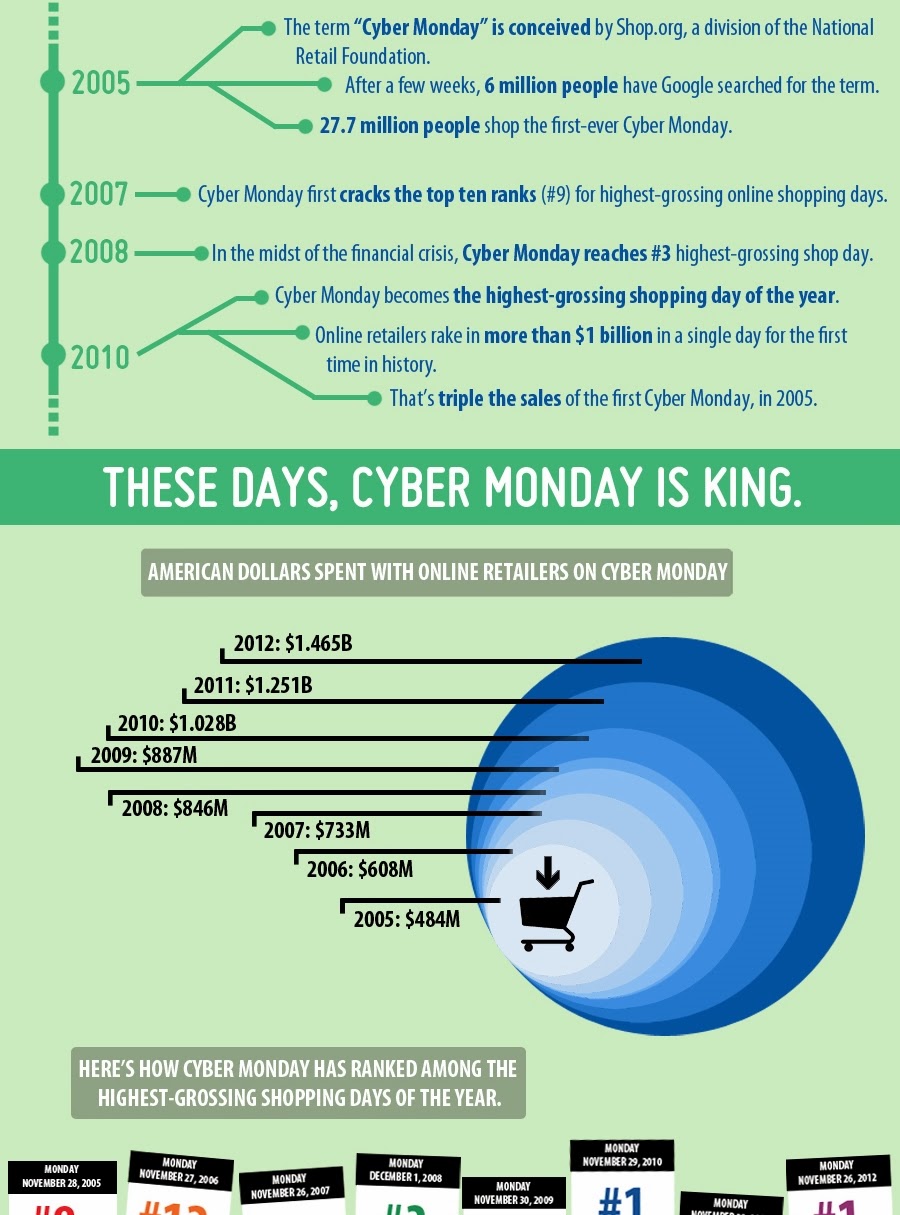 The term “Cyber Monday” is conceived by Shop.org, a division of the National
Retail Foundation.
2005
After a few weeks, 6 million people have Google searched for the term.
27.7 million people shop the first-ever Cyber Monday.
2007
Cyber Monday first cracks the top ten ranks (#9) for highest-grossing online shopping days.
2008
In the midst of the financial crisis, Cyber Monday reaches #3 highest-grossing shop day.
Cyber Monday becomes the highest-grossing shopping day of the year.
2010
Online retailers rake in more than $1 billion in a single day for the first
time in history.
That’s triple the sales of the first Cyber Monday, in 2005.
THESE DAYS, CYBER MONDAY IS KING.
AMERICAN DOLLARS SPENT WITH ONLINE RETAILERS ON CYBER MONDAY
2012: $1.465B
2011: $1.251B
2010: $1.028B
2009: $887M
2008: $846M
2007: $733M
2006: $608M
2005: $484M
HERE’S HOW CYBER MONDAY HAS RANKED AMONG THE
HIGHEST-GROSSING SHOPPING DAYS OF THE YEAR.
MONDAY
NOVEMBER 28, 2005
MONDAY
NOVEMBER 27, 2006
#12
MONDAY
NOVEMBER 26, 2007
MONDAY
DECEMBER 1, 2008
MONDAY
NOVEMBER 30, 2009
MONDAY
NOVEMBER 29, 2010
#1
MONDAY
MONDAY
NOVEMBER 26, 2012
#1